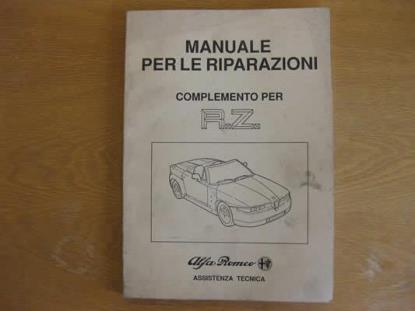 MANUALE
PER LE RIPARAZIONI
COMPLEMENTO PER
R.Z.
Alfa Romeo
ASSISTENZA TECNICA